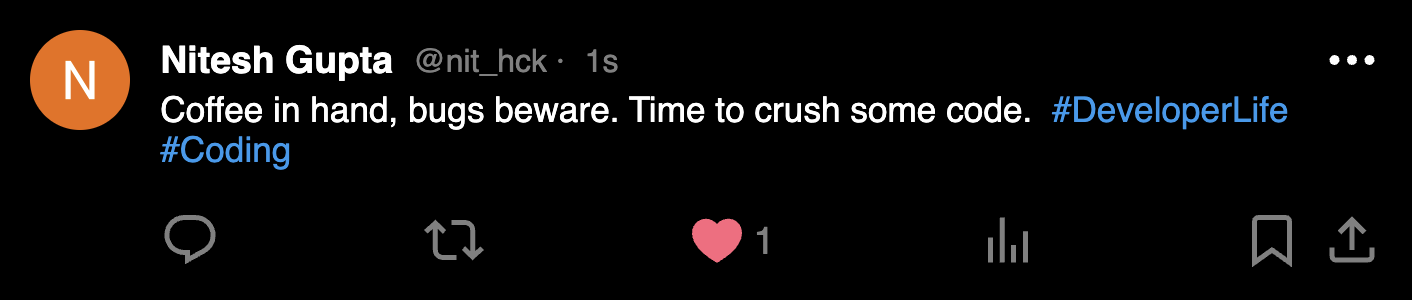 N
Nitesh Gupta @nit_hck · 1s
Coffee in hand, bugs beware. Time to crush some code. #DeveloperLife
#Coding
1